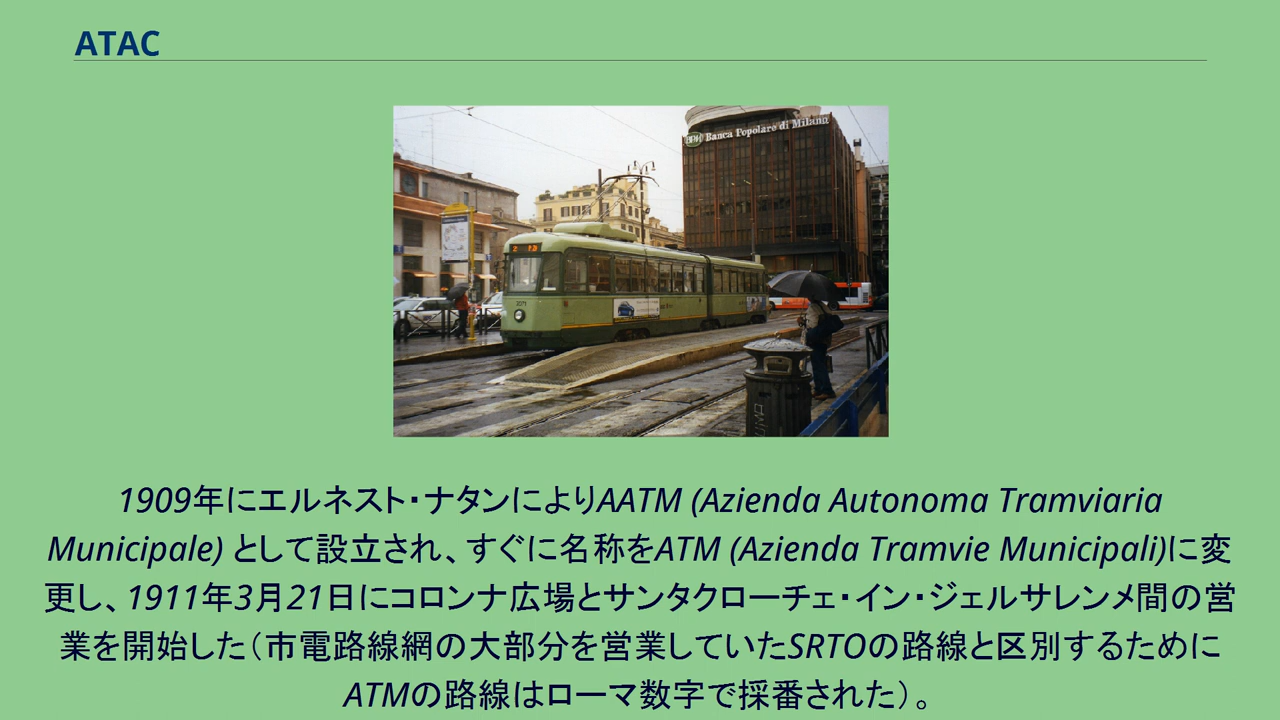 ATAC
BPM Banca Popolare di Milano
2071
1909年にエルネスト・ナタンによりAATM (Azienda Autonoma Tramviaria
Municipale) として設立され、すぐに名称をATM (Azienda Tramvie Municipali)に変
更し、1911年3月21日にコロンナ広場とサンタクローチェ・イン・ジェルサレンメ間の営
業を開始した（市電路線網の大部分を営業していたSRTOの路線と区別するために
ATMの路線はローマ数字で採番された）。